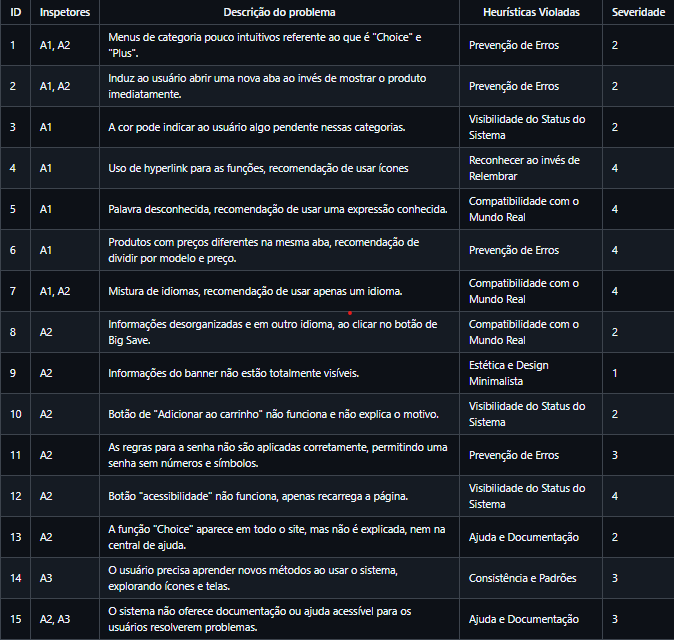 ID Inspetores Descrição do problema Heurísticas Violadas Severidade
1 A1, A2 Menus de categoria pouco intuitivos referente ao que é "Choice" e Prevenção de Erros 2
"Plus".
2 A1, A2 Induz ao usuário abrir uma nova aba ao invés de mostrar o produto Prevenção de Erros 2
imediatamente.
3 A1 A cor pode indicar ao usuário algo pendente nessas categorias. Visibilidade do Status do 2
Sistema
4 A1 Uso de hyperlink para as funções, recomendação de usar ícones Reconhecer ao invés de 4
Relembrar
5 A1 Palavra desconhecida, recomendação de usar uma expressão conhecida. Compatibilidade com o 4
Mundo Real
6 A1 Produtos com preços diferentes na mesma aba, recomendação de Prevenção de Erros 4
dividir por modelo e preço.
7 A1, A2 Mistura de idiomas, recomendação de usar apenas um idioma. Compatibilidade com o 4
Mundo Real
8 A2 Informações desorganizadas e em outro idioma, ao clicar no botão de Compatibilidade com o 2
Big Save. Mundo Real
9 A2 Informações do banner não estão totalmente visíveis. Estética e Design 1
Minimalista
10 A2 Botão de "Adicionar ao carrinho" não funciona e não explica o motivo. Visibilidade do Status do 2
Sistema
11 A2 As regras para a senha não são aplicadas corretamente, permitindo uma Prevenção de Erros 3
senha sem números e símbolos.
12 A2 Botão "acessibilidade" não funciona, apenas recarrega a página. Visibilidade do Status do 4
Sistema
13 A2 A função "Choice" aparece em todo o site, mas não é explicada, nem na Ajuda e Documentação 2
central de ajuda.
14 A3 O usuário precisa aprender novos métodos ao usar o sistema, Consistência e Padrões 3
explorando ícones e telas.
15 A2, A3 O sistema não oferece documentação ou ajuda acessível para os Ajuda e Documentação 3
usuários resolverem problemas.